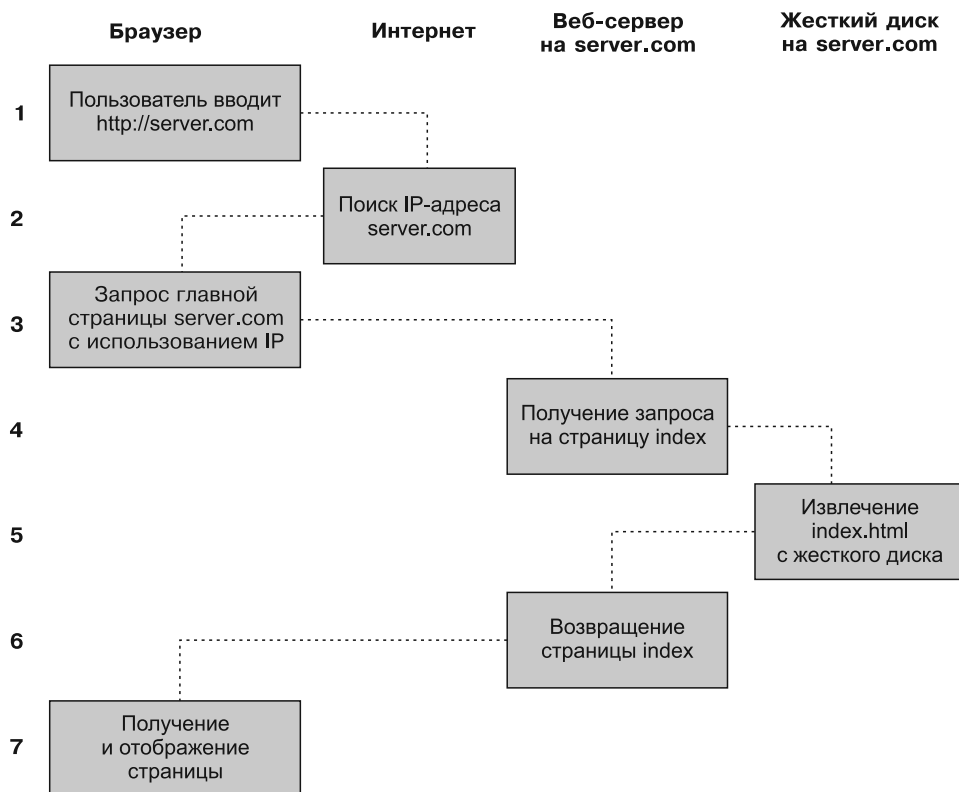 Браузер
Интернет
Веб-сервер
на server.com
Жесткий диск
на server.com
1
Пользователь вводит
http://server.com
2
Поиск IP-адреса
server.com
3
Запрос главной
страницы server.com
с использованием IP
4
Получение запроса
на страницу index
5
Извлечение
index.html
с жесткого диска
6
Возвращение
страницы index
7
Получение
и отображение
страницы